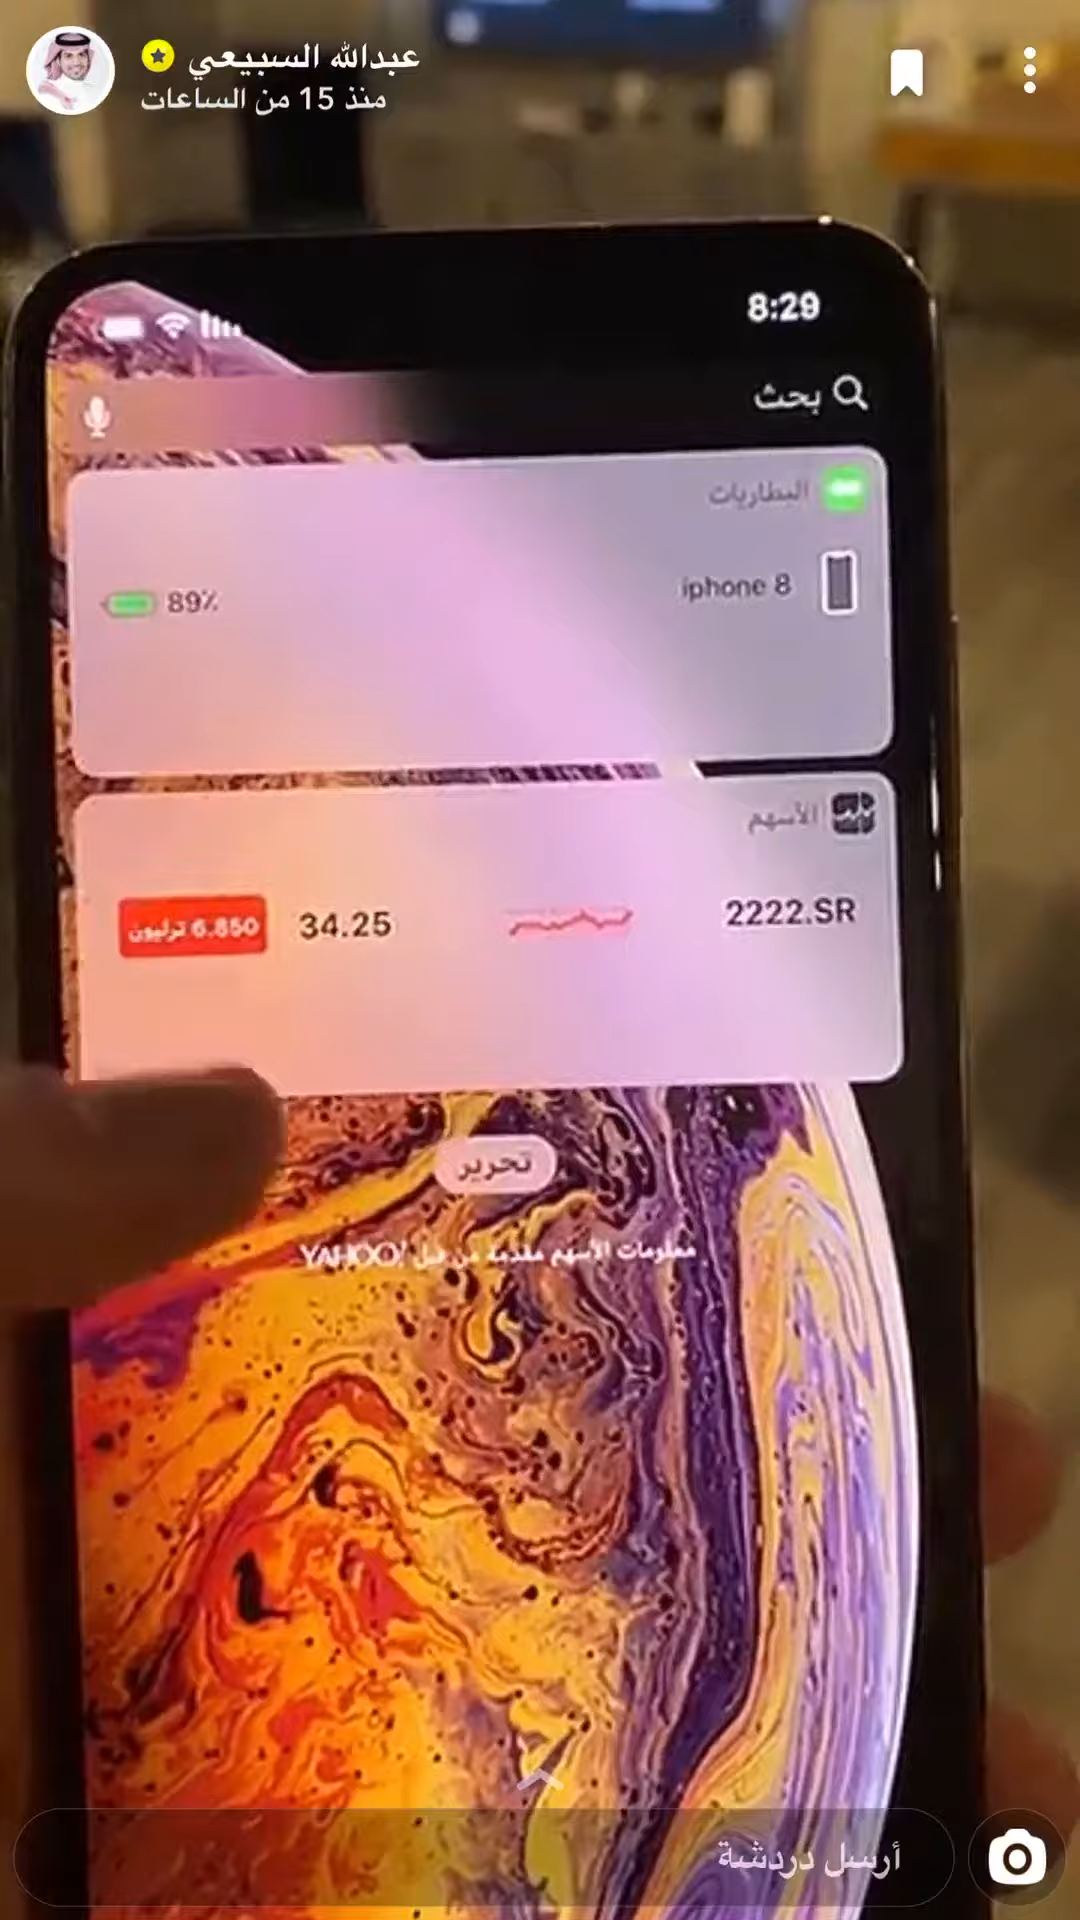 عبدالله السبيعي
منذ 15 من الساعات
8:29
بحث
البطاريات
iphone 8
89٪
الأسهم
2222.SR
34.25
6.850 ترليون
تحرير
معلومات الأسهم مقدمة من قبل YAHOO!
أرسل دردشة